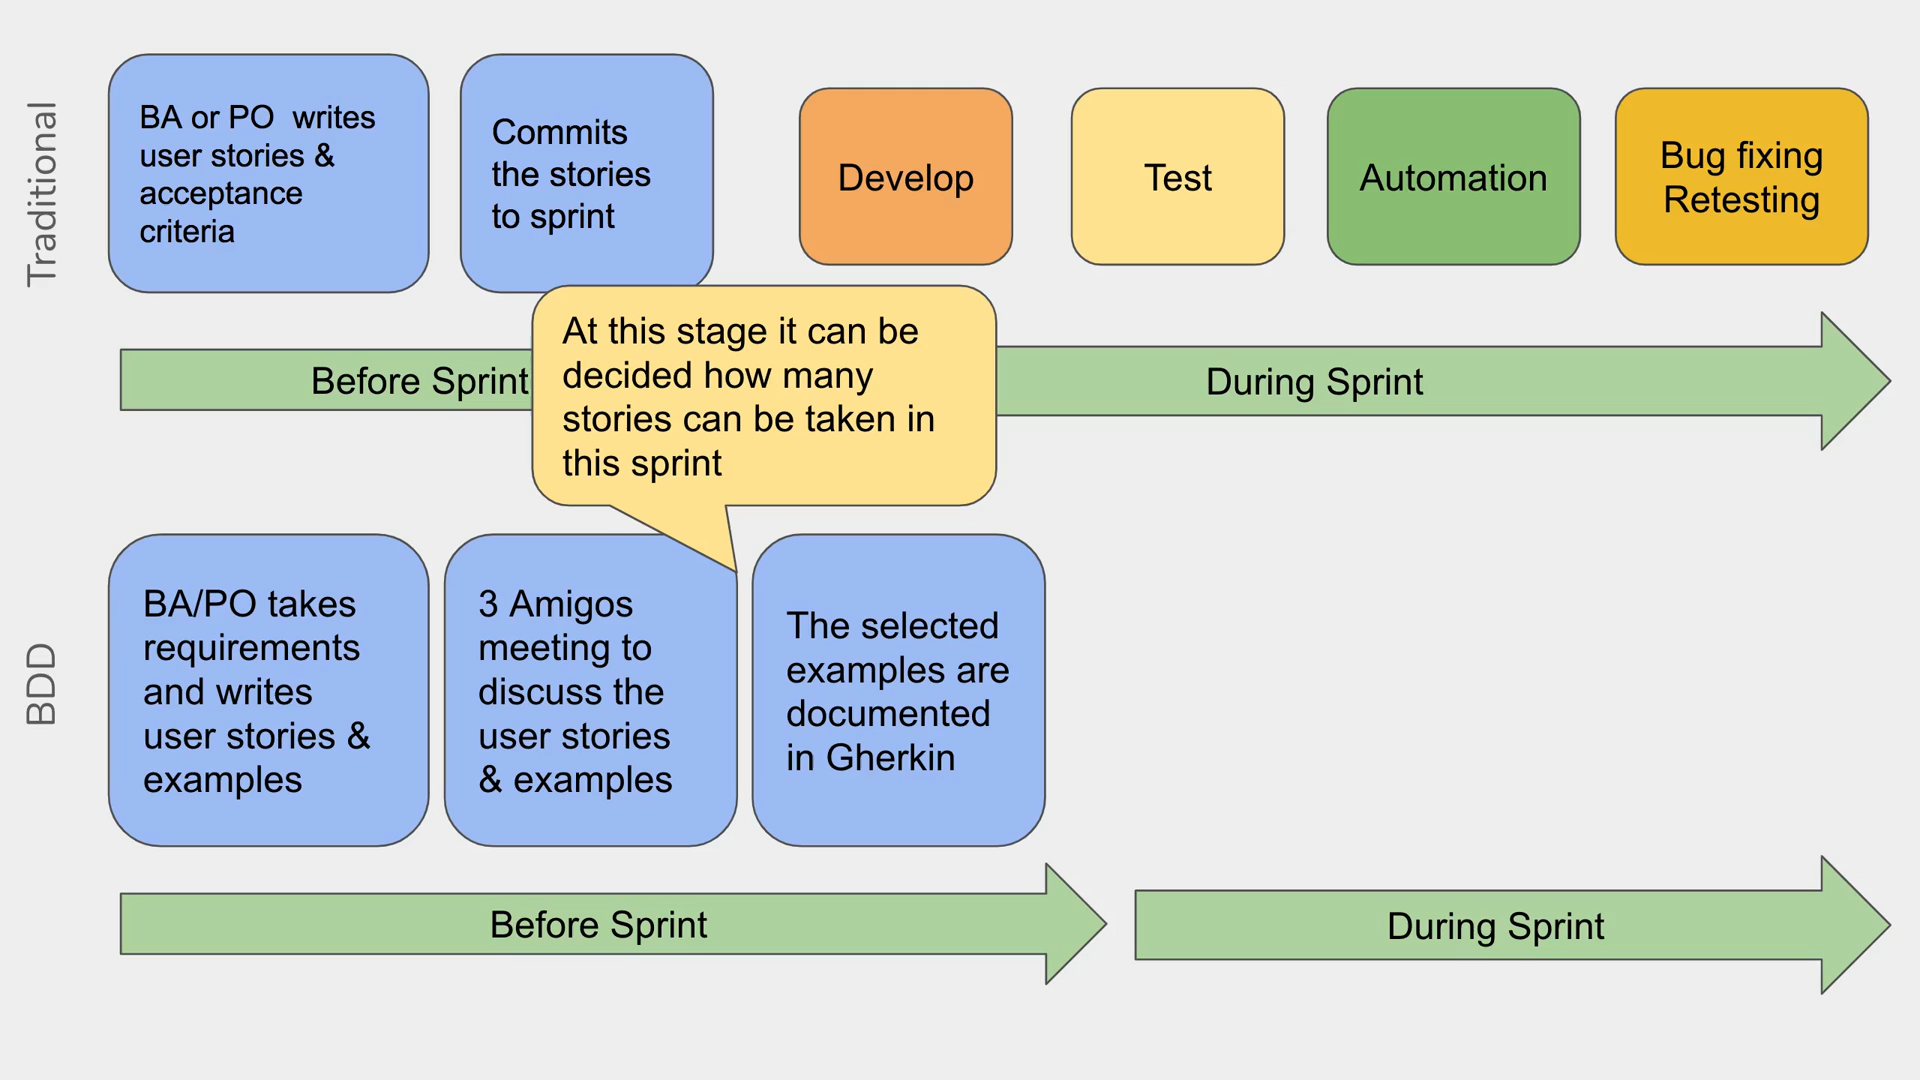 Traditional
BA or PO  writes
user stories &
acceptance
criteria
Commits
the stories
to sprint
Develop
Test
Automation
Bug fixing
Retesting
Before Sprint
At this stage it can be
decided how many
stories can be taken in
this sprint
During Sprint
BDD
BA/PO takes
requirements
and writes
user stories &
examples
3 Amigos
meeting to
discuss the
user stories
& examples
The selected
examples are
documented
in Gherkin
Before Sprint
During Sprint